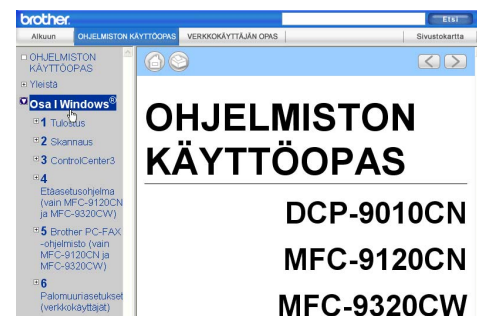 brother.
Etsi
Alkuun
OHJELMISTON KÄYTTÖOPAS
VERKKOKÄYTTÄJÄN OPAS
Sivustokartta
OHJELMISTON
KÄYTTÖOPAS
Yleistä
Osa I Windows®
1 Tulostus
2 Skannaus
3 ControlCenter3
4
Etäasetusohjelma
(vain MFC-9120CN
ja MFC-9320CW)
5 Brother PC-FAX
-ohjelmisto (vain
MFC-9120CN ja
MFC-9320CW)
6
Palomuuriasetukset
(verkkokäyttäjät)
OHJELMISTON
KÄYTTÖOPAS
DCP-9010CN
MFC-9120CN
MFC-9320CW